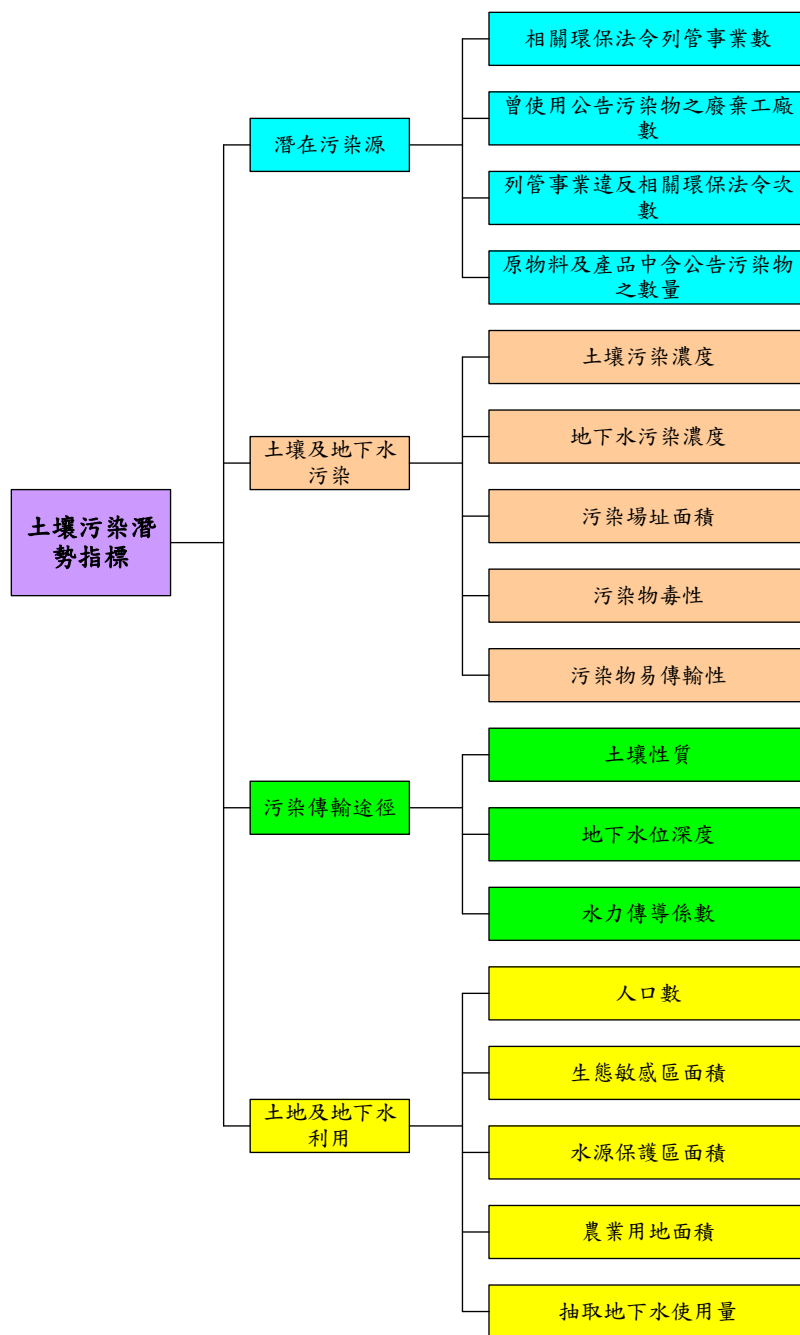 土壤污染潛
勢指標
潛在污染源
相關環保法令列管事業數
曾使用公告污染物之廢棄工廠
數
列管事業違反相關環保法令次
數
原物料及產品中含公告污染物
之數量
土壤及地下水
污染
土壤污染濃度
地下水污染濃度
污染場址面積
污染物毒性
污染物易傳輸性
污染傳輸途徑
土壤性質
地下水位深度
水力傳導係數
土地及地下水
利用
人口數
生態敏感區面積
水源保護區面積
農業用地面積
抽取地下水使用量